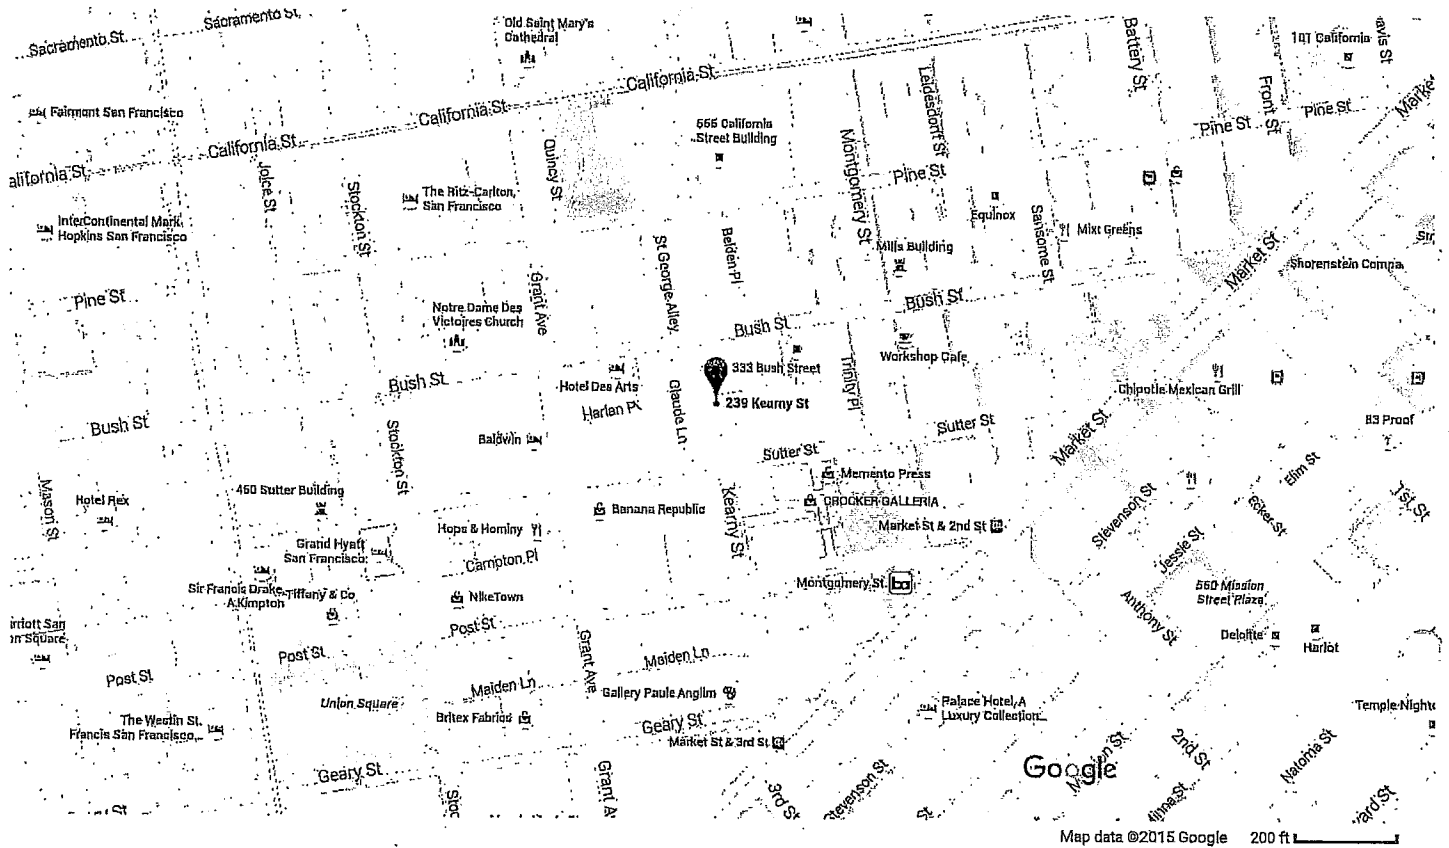 Sacramento St
Sacramento St
Old Saint Mary's
Cathedral
101 California
Battery St
Front St
Pine St
Pine St
California St
California St
California St
Fairmont San Francisco
555 California
Street Building
Leidesdorff St
Montgomery St
Joice St
Stockton St
Quincy St
The Ritz-Carlton,
San Francisco
Pine St
Equinox
Sansome St
Mixt Greens
InterContinental Mark
Hopkins San Francisco
St George Alley
Belden Pl
Mills Building
Market St
Shorenstein Compa
Pine St
Grant Ave
Notre Dame Des
Victoires Church
Bush St
Bush St
Workshop Cafe
Trinity Pl
333 Bush Street
239 Kearny St
Hotel Des Arts
Harlan Pl
Claude Ln
Bush St
Bush St
Chipotle Mexican Grill
83 Proof
Market St
Sutter St
Sutter St
Baldwin
Stockton St
Memento Press
Elim St
Ecker St
1st St
Mason St
Hotel Rex
450 Sutter Building
Banana Republic
CROCKER GALLERIA
Market St & 2nd St
Stevenson St
Hops & Hominy
Kearny St
Grand Hyatt
San Francisco
Campton Pl
Jessie St
Montgomery St.
560 Mission
Street Plaza
Sir Francis Drake,
A Kimpton
Tiffany & Co
NikeTown
Anthony St
Deloitte
Harlot
Post St
Post St
Post St
Grant Ave
Maiden Ln
Maiden Ln
Union Square
Gallery Paule Anglim
Britex Fabrics
Geary St
Palace Hotel, A
Luxury Collection...
Temple Night
The Westin St.
Francis San Francisco...
Market St & 3rd St
Geary St
2nd St
Natoma St
3rd St
Stevenson St
Google
Map data ©2015 Google 200 ft